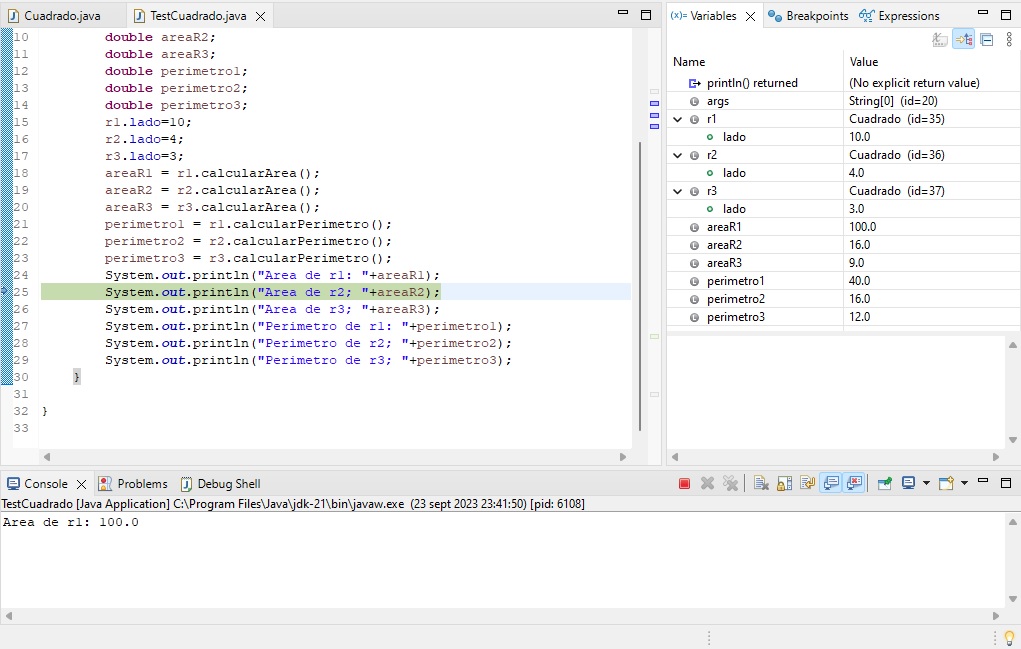 Cuadrado.java TestCuadrado.java
10 double areaR2;
11 double areaR3;
12 double perimetro1;
13 double perimetro2;
14 double perimetro3;
15 r1.lado=10;
16 r2.lado=4;
17 r3.lado=3;
18 areaR1 = r1.calcularArea();
19 areaR2 = r2.calcularArea();
20 areaR3 = r3.calcularArea();
21 perimetro1 = r1.calcularPerimetro();
22 perimetro2 = r2.calcularPerimetro();
23 perimetro3 = r3.calcularPerimetro();
24 System.out.println("Area de r1: "+areaR1);
25 System.out.println("Area de r2; "+areaR2);
26 System.out.println("Area de r3; "+areaR3);
27 System.out.println("Perimetro de r1: "+perimetro1);
28 System.out.println("Perimetro de r2; "+perimetro2);
29 System.out.println("Perimetro de r3; "+perimetro3);
30 }
31
32 }
33
(x)= Variables Breakpoints Expressions
Name Value
println() returned (No explicit return value)
args String[0] (id=20)
r1 Cuadrado (id=35)
lado 10.0
r2 Cuadrado (id=36)
lado 4.0
r3 Cuadrado (id=37)
lado 3.0
areaR1 100.0
areaR2 16.0
areaR3 9.0
perimetro1 40.0
perimetro2 16.0
perimetro3 12.0
Console Problems Debug Shell
TestCuadrado [Java Application] C:\Program Files\Java\jdk-21\bin\javaw.exe (23 sept 2023 23:41:50) [pid: 6108]
Area de r1: 100.0